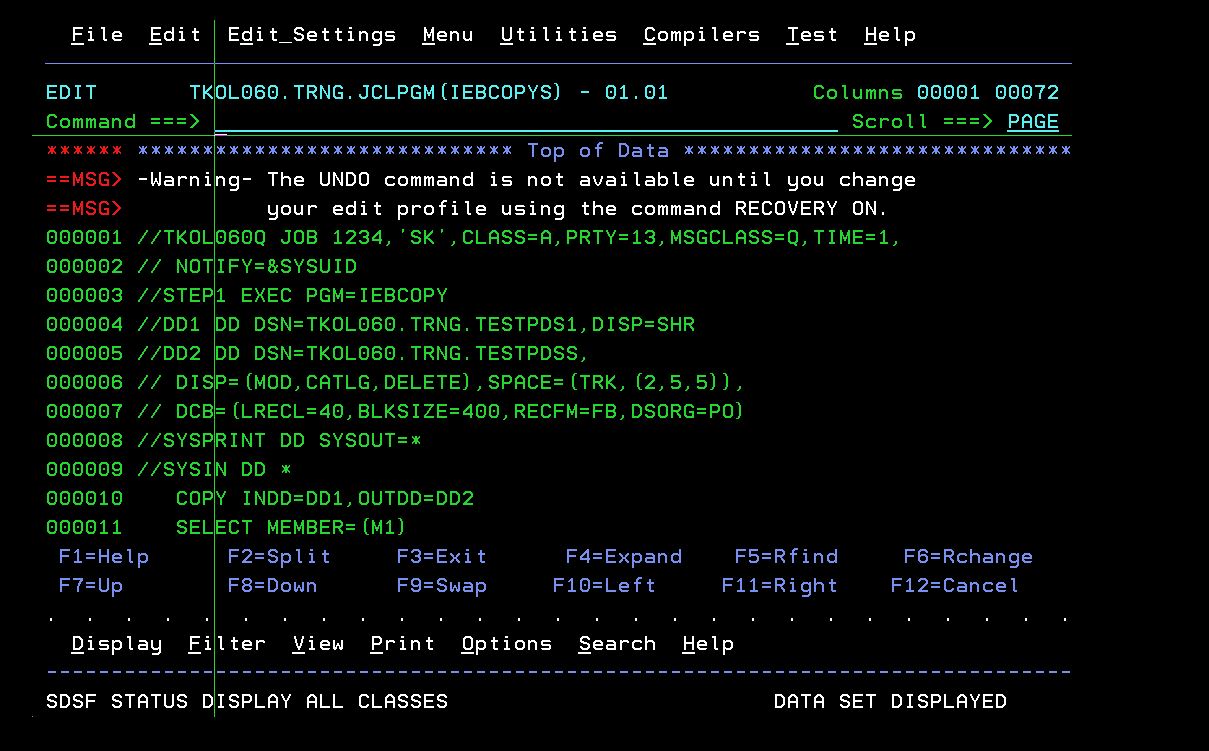 File  Edit  Edit_Settings  Menu  Utilities  Compilers  Test  Help
EDIT       TKOL060.TRNG.JCLPGM(IEBCOPYS) - 01.01           Columns 00001 00072
Command ===>                                                  Scroll ===> PAGE
****** ***************************** Top of Data ******************************
==MSG> -Warning- The UNDO command is not available until you change
==MSG>           your edit profile using the command RECOVERY ON.
000001 //TKOL060Q JOB 1234,'SK',CLASS=A,PRTY=13,MSGCLASS=Q,TIME=1,
000002 // NOTIFY=&SYSUID
000003 //STEP1 EXEC PGM=IEBCOPY
000004 //DD1 DD DSN=TKOL060.TRNG.TESTPDS1,DISP=SHR
000005 //DD2 DD DSN=TKOL060.TRNG.TESTPDSS,
000006 // DISP=(MOD,CATLG,DELETE),SPACE=(TRK,(2,5,5)),
000007 // DCB=(LRECL=40,BLKSIZE=400,RECFM=FB,DSORG=PO)
000008 //SYSPRINT DD SYSOUT=*
000009 //SYSIN DD *
000010    COPY INDD=DD1,OUTDD=DD2
000011    SELECT MEMBER=(M1)
F1=Help      F2=Split     F3=Exit      F4=Expand    F5=Rfind     F6=Rchange
F7=Up        F8=Down      F9=Swap     F10=Left     F11=Right    F12=Cancel
. . . . . . . . . . . . . . . . . . . . . . . . . . .
Display  Filter  View  Print  Options  Search  Help
-------------------------------------------------------------------------------
SDSF STATUS DISPLAY ALL CLASSES                         DATA SET DISPLAYED